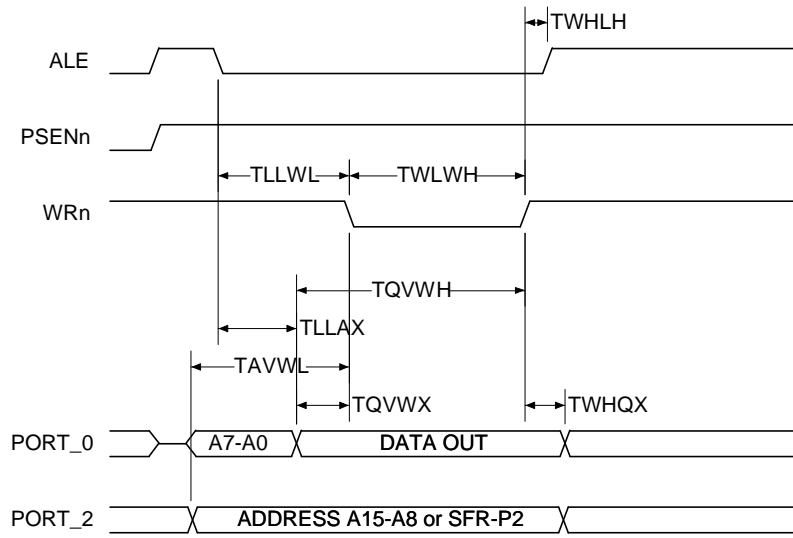 TWHLH
ALE
PSENn
TLLWL TWLWH
WRn
TQVWH
TLLAX
TAVWL
TQVWX TWHQX
PORT_0 A7-A0 DATA OUT
PORT_2 ADDRESS A15-A8 or SFR-P2